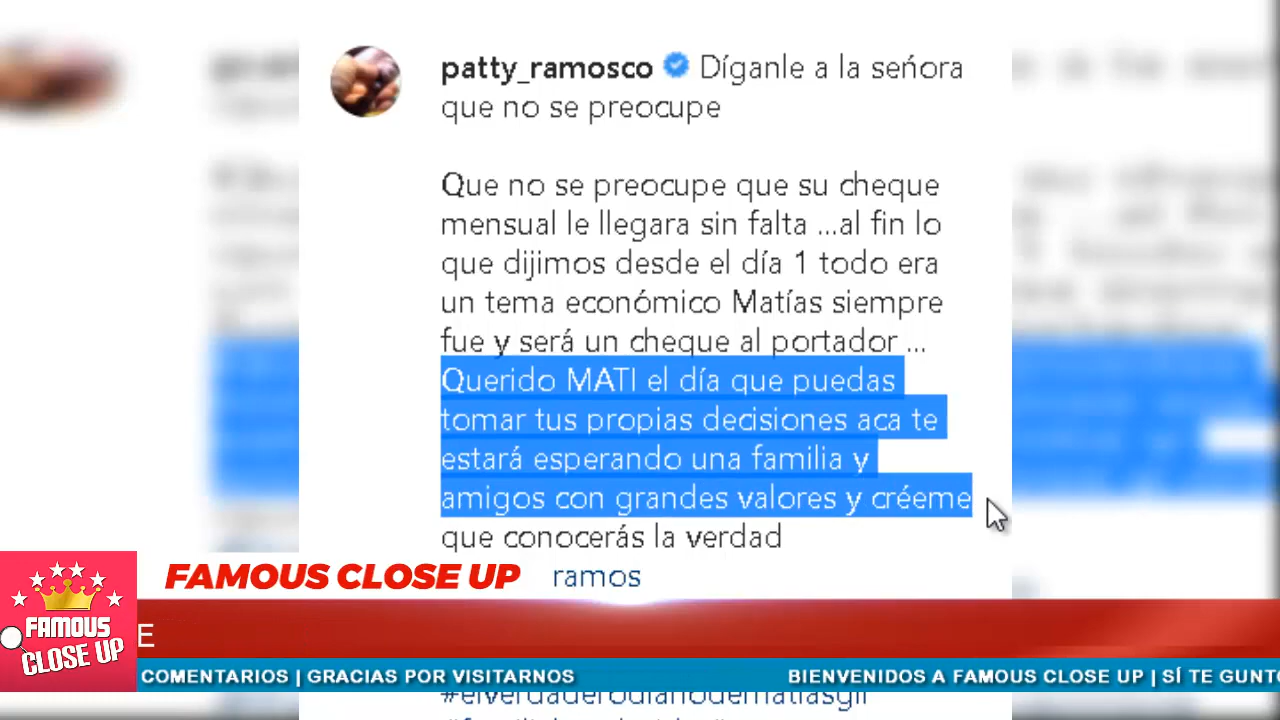 patty_ramosco Díganle a la seńora
que no se preocupe
Que no se preocupe que su cheque
mensual le llegara sin falta ...al fin lo
que dijimos desde el día 1 todo era
un tema económico Matías siempre
fue y será un cheque al portador ...
Querido MATI el día que puedas
tomar tus propias decisiones aca te
estará esperando una familia y
amigos con grandes valores y créeme
que conocerás la verdad
FAMOUS CLOSE UP
ramos
FAMOUS
CLOSE UP
E
COMENTARIOS | GRACIAS POR VISITARNOS
BIENVENIDOS A FAMOUS CLOSE UP | SÍ TE GUNTO
#elverdaderodiariodematiasgil